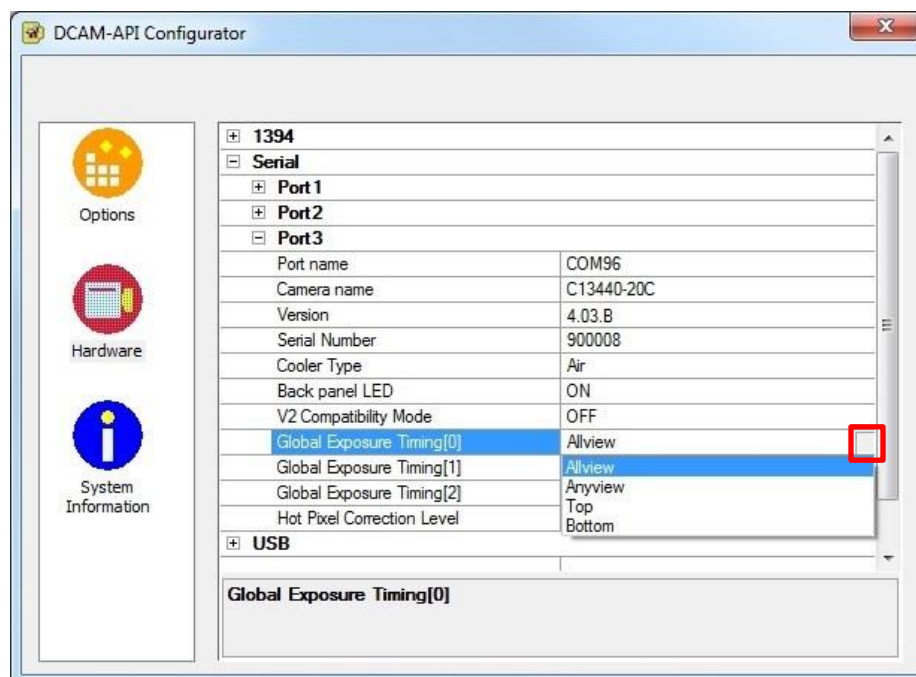 DCAM-API Configurator
Options
Hardware
System
Information
1394
Serial
Port1
Port2
Port3
Port name COM96
Camera name C13440-20C
Version 4.03.B
Serial Number 900008
Cooler Type Air
Back panel LED ON
V2 Compatibility Mode OFF
Global Exposure Timing[0] Allview
Global Exposure Timing[1] Allview
Global Exposure Timing[2] Anyview
Top
Hot Pixel Correction Level Bottom
USB
Global Exposure Timing[0]